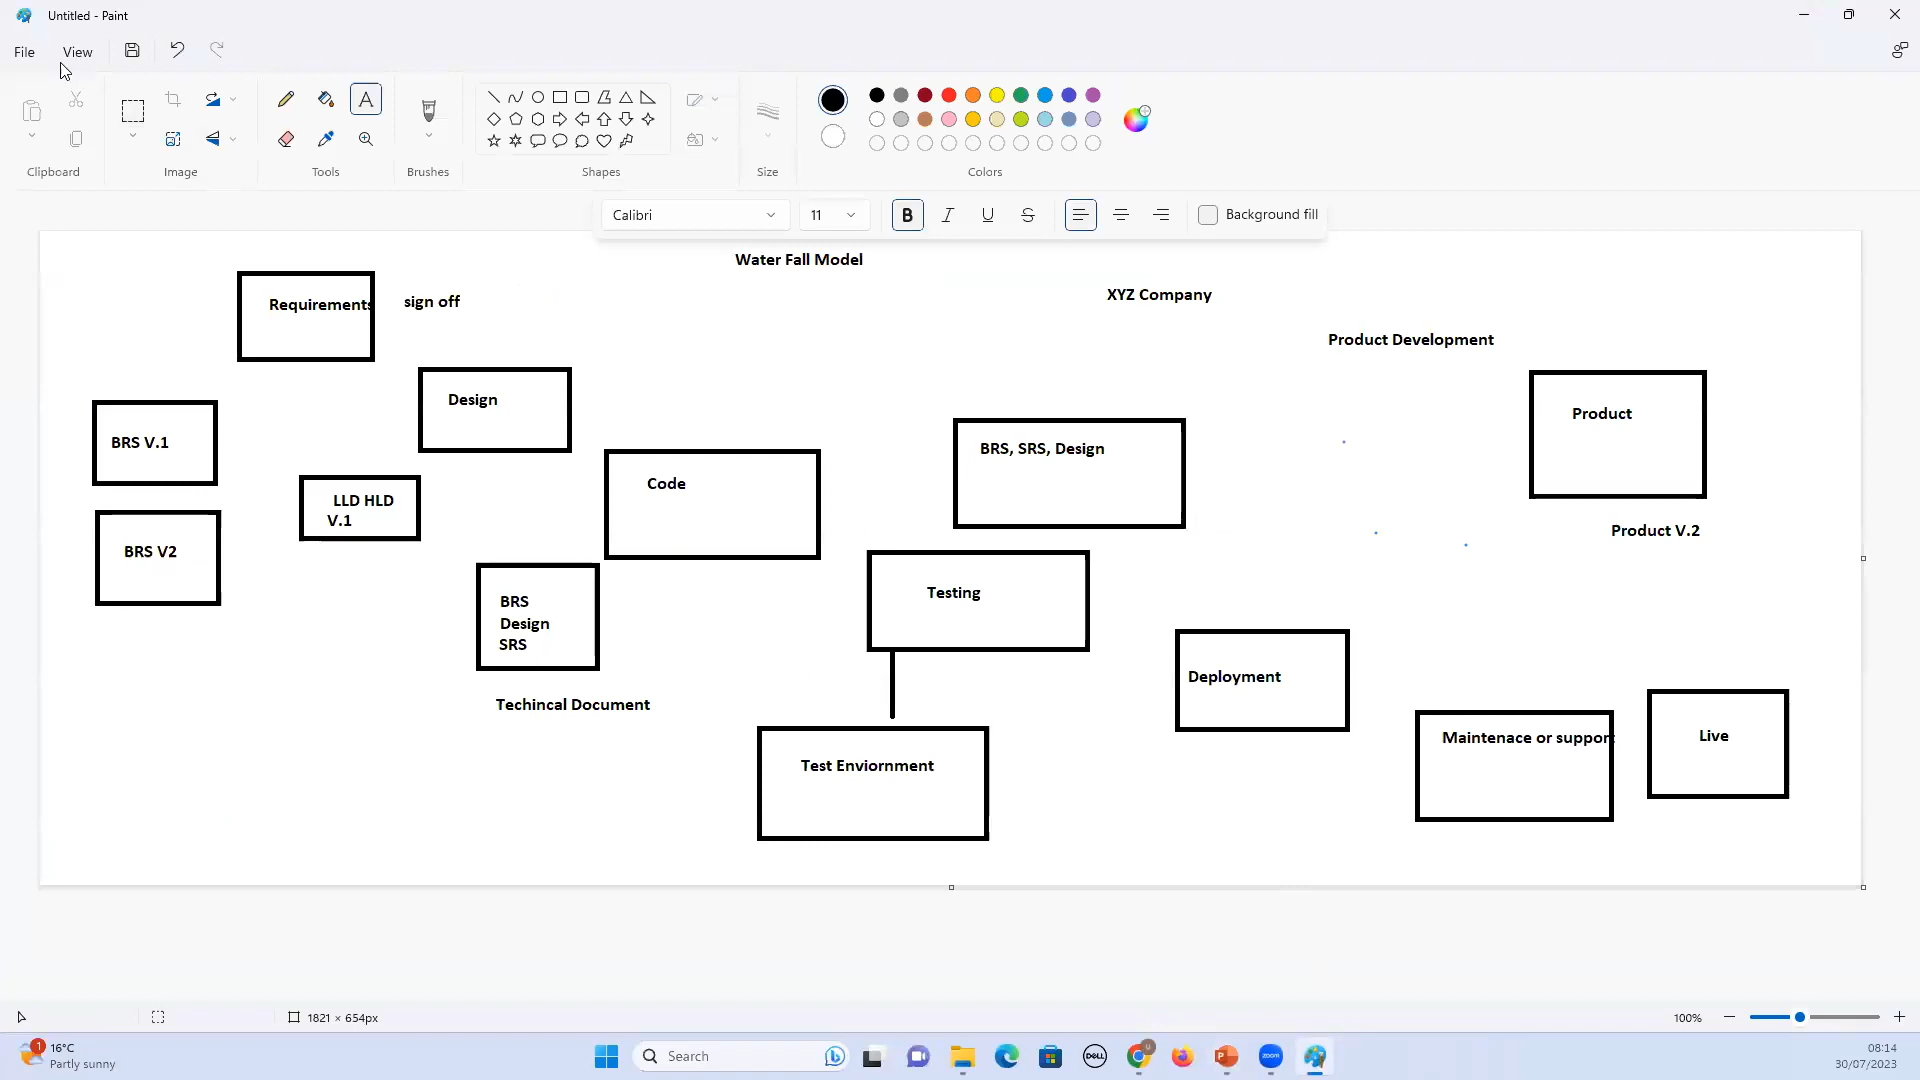 Untitled - Paint
File
View
Clipboard
Image
Tools
Brushes
Shapes
Size
Colors
Calibri
11
B
I
U
S
Background fill
Water Fall Model
Requirements
sign off
XYZ Company
Product Development
Design
Product
BRS V.1
BRS, SRS, Design
Code
LLD HLD
V.1
Product V.2
BRS V2
BRS
Design
SRS
Testing
Deployment
Techincal Document
Maintenace or support
Live
Test Enviornment
1821 × 654px
100%
1
16°C
Partly sunny
Search
DELL
zoom
08:14
30/07/2023